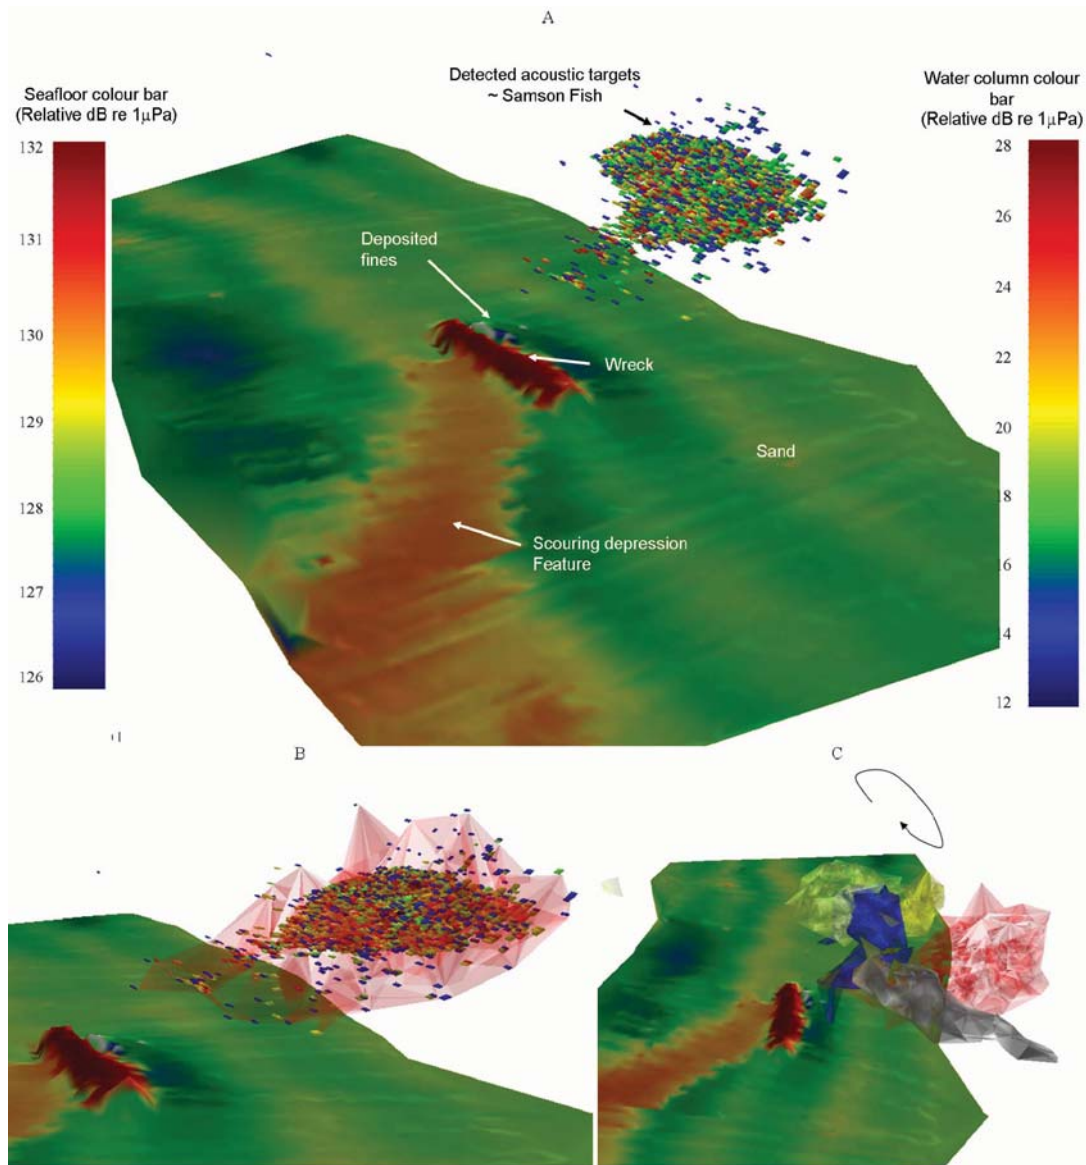 A
Detected acoustic targets
~ Samson Fish
Seafloor colour bar
(Relative dB re 1µPa)
Water column colour
bar
(Relative dB re 1µPa)
132
131
130
129
128
127
126
28
26
24
22
20
18
16
14
12
Deposited
fines
Wreck
Sand
Scouring depression
Feature
B
C